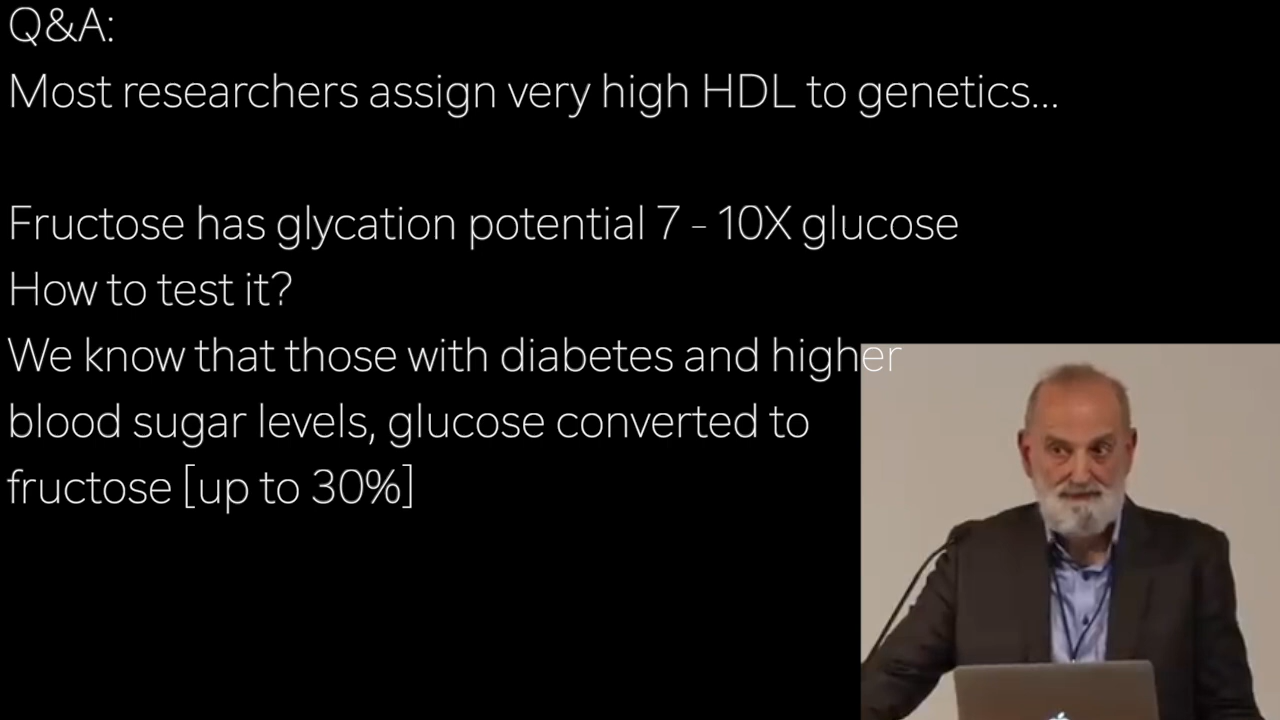 Q&A:
Most researchers assign very high HDL to genetics...
Fructose has glycation potential 7 - 10X glucose
How to test it?
We know that those with diabetes and higher
blood sugar levels, glucose converted to
fructose [up to 30%]